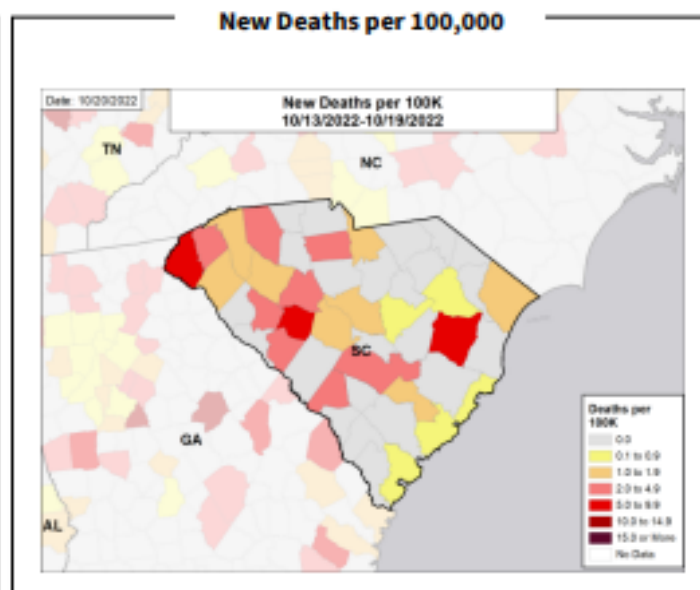 New Deaths per 100,000
Date: 10/20/2022
New Deaths per 100K
10/13/2022-10/19/2022
TN
NC
SC
GA
AL
Deaths per
100K
0.0
0.1 to 0.9
1.0 to 1.9
2.0 to 4.9
5.0 to 9.9
10.0 to 14.9
15.0 or More
No Data